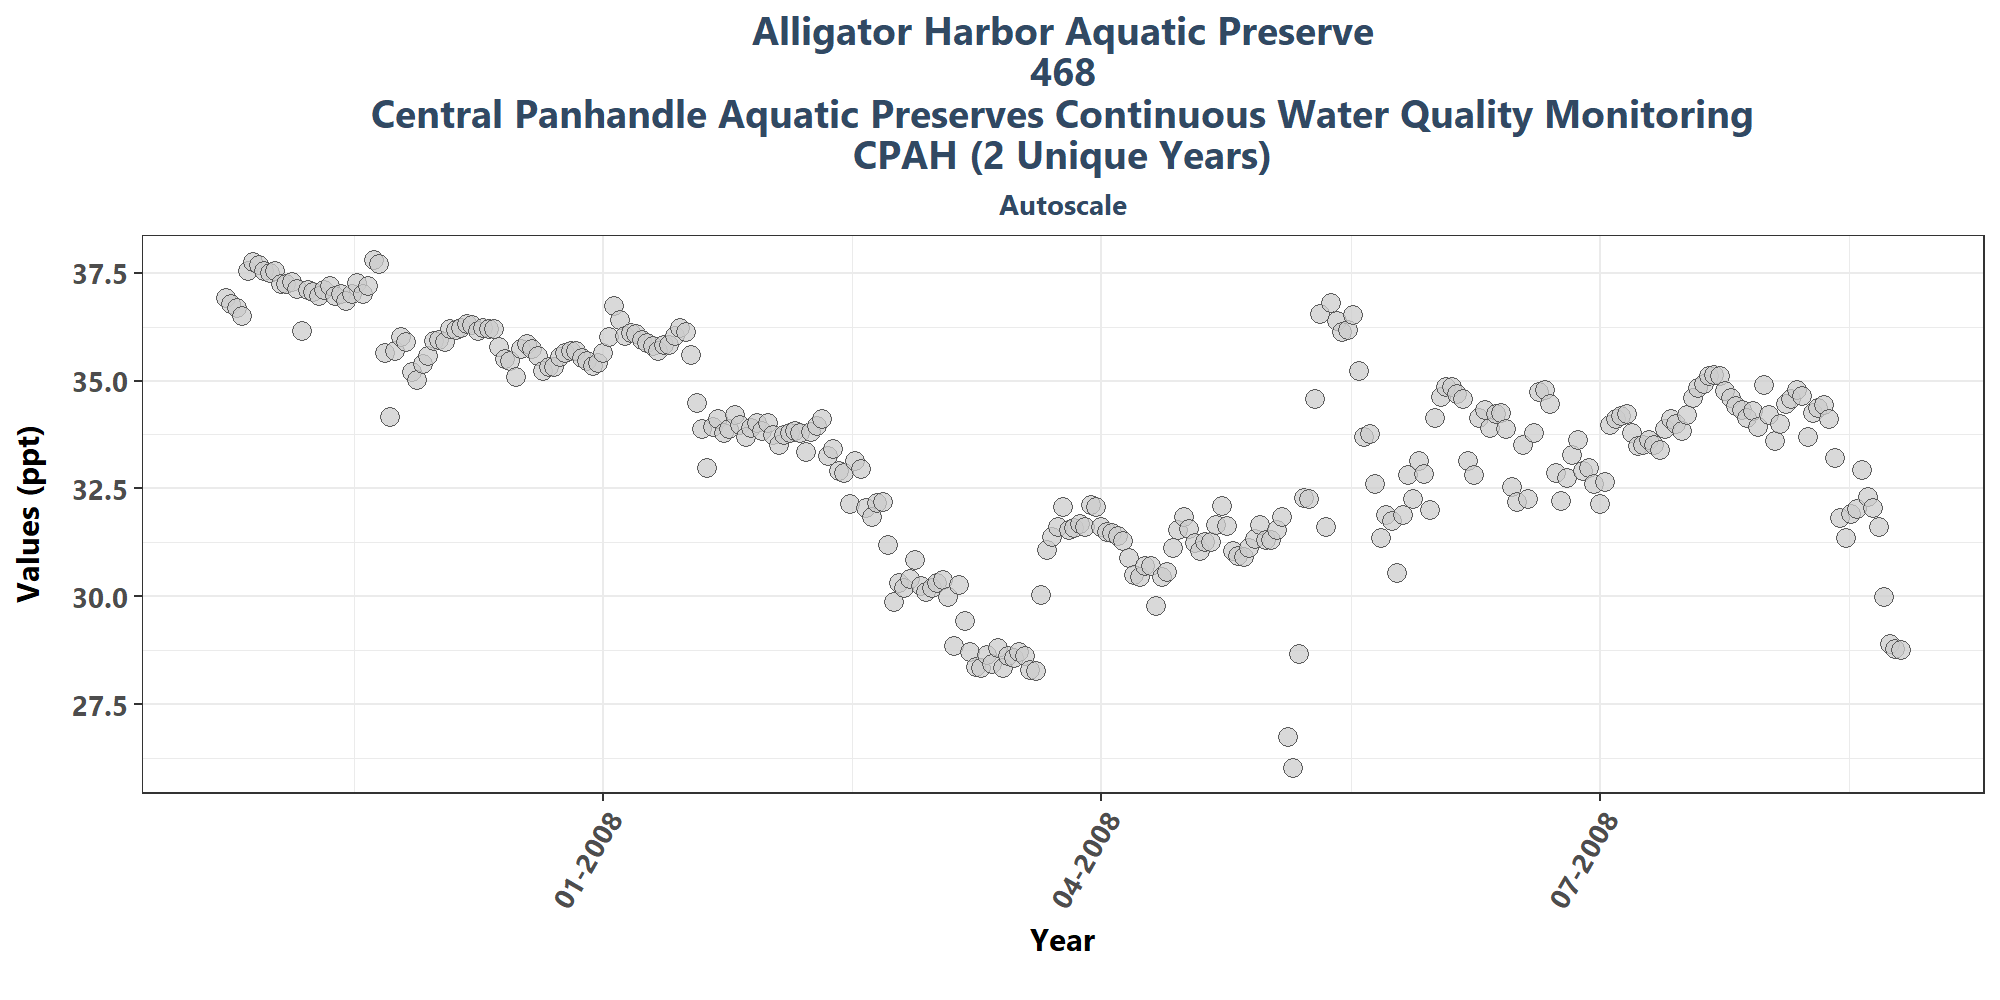 Alligator Harbor Aquatic Preserve
468
Central Panhandle Aquatic Preserves Continuous Water Quality Monitoring
CPAH (2 Unique Years)
Autoscale
Values (ppt)
37.5
35.0
32.5
30.0
27.5
01-2008
04-2008
07-2008
Year